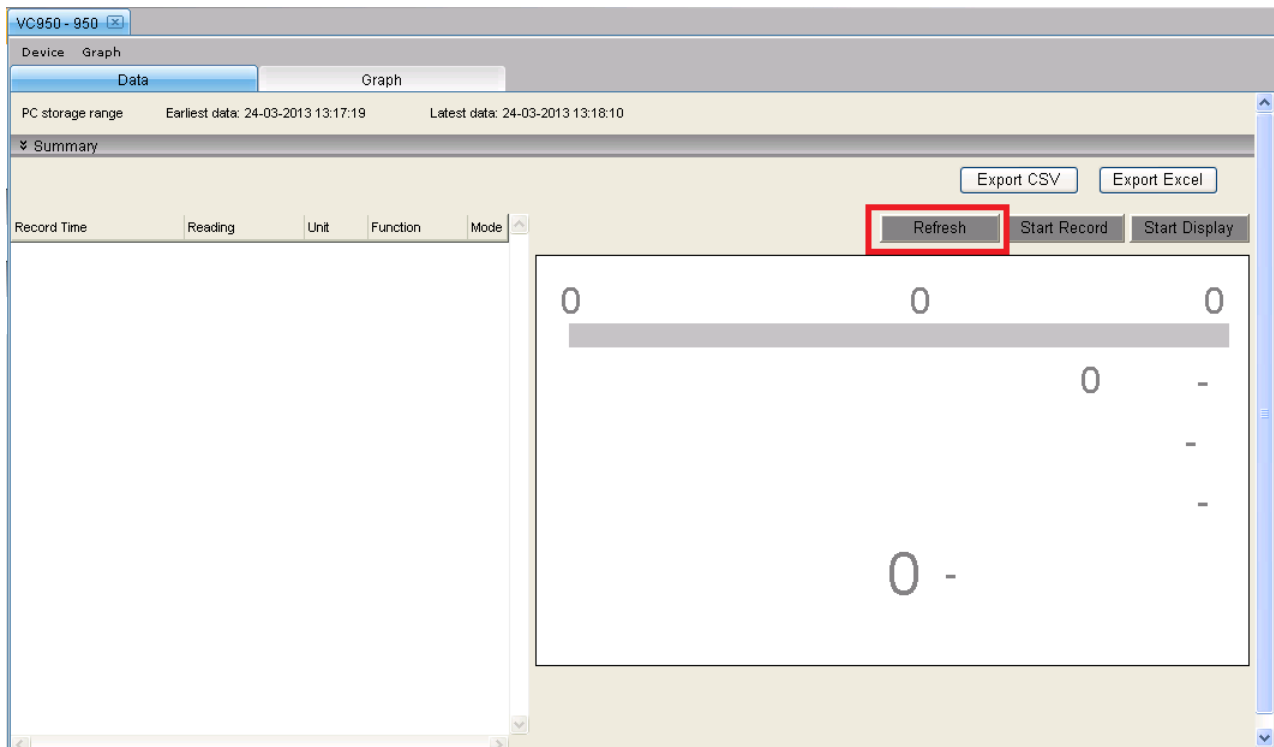 VC950 - 950
Device Graph
Data Graph
PC storage range Earliest data: 24-03-2013 13:17:19 Latest data: 24-03-2013 13:18:10
Summary
Export CSV Export Excel
Record Time Reading Unit Function Mode Refresh Start Record Start Display
0 0 0
0 -
-
-
0 -